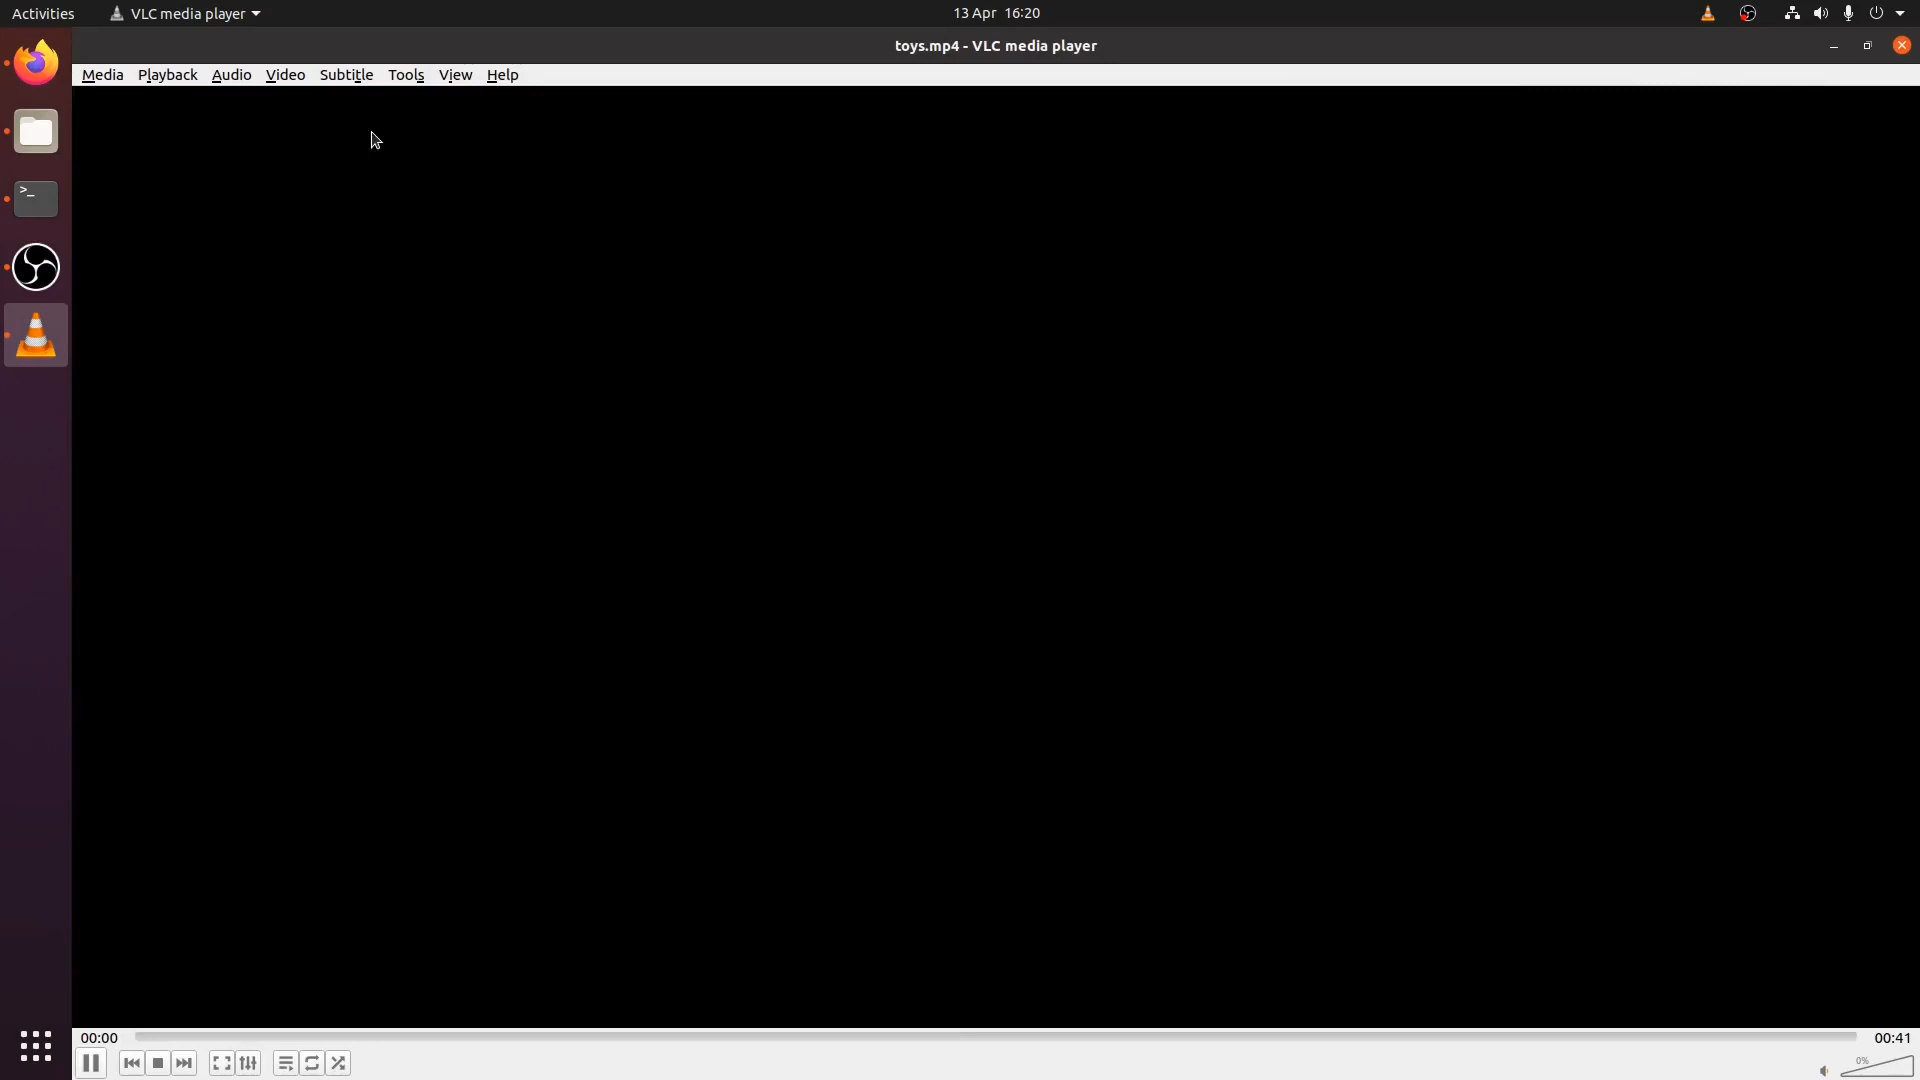 Activities VLC media player 13 Apr 16:20
toys.mp4 - VLC media player
Media Playback Audio Video Subtitle Tools View Help
>_
00:00 00:41
0%